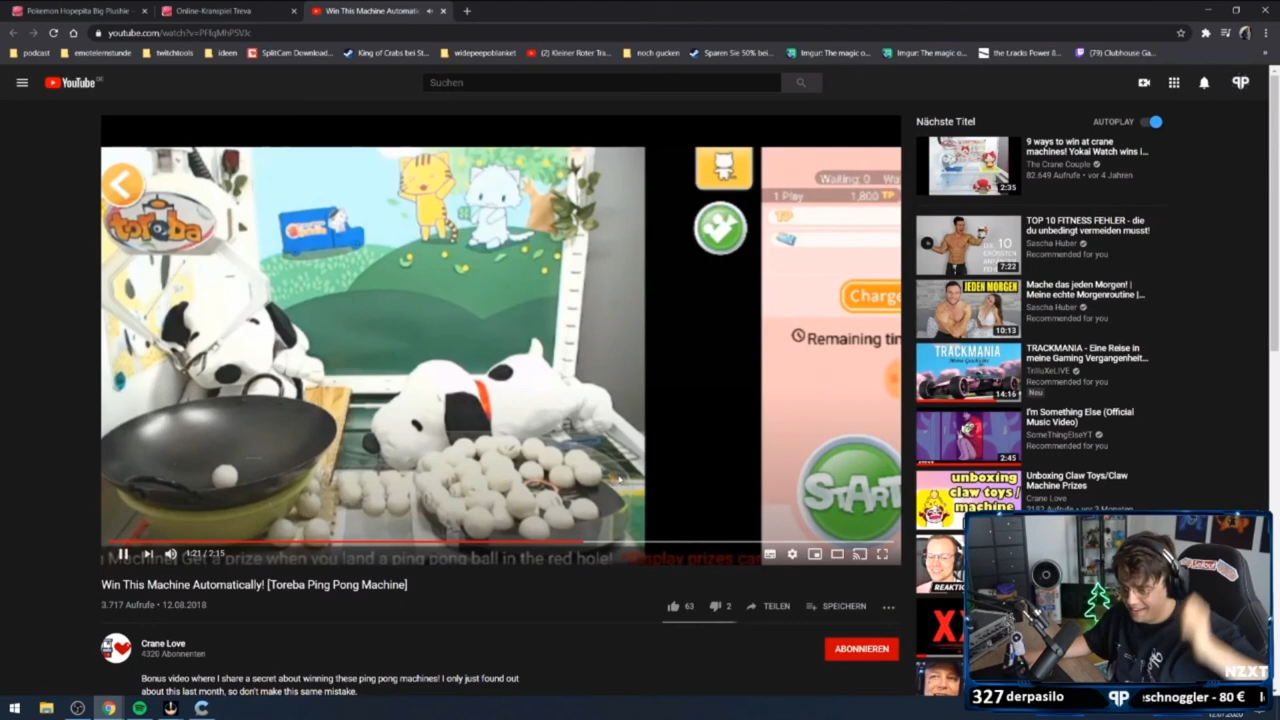 Pokemon Hopepita Big Plushie
Online-Kranspiel Treva
Win This Machine Automatic
youtube.com/watch?v=
podcast
emotelernstunde
twitchtools
ideen
SplitCam Download...
King of Crabs bei St...
widepeepoblanket
(2) Kleiner Roter Tra...
noch gucken
Sparen Sie 50% bei...
Imgur: The magic o...
Imgur: The magic o...
the t.racks Power 8...
(79) Clubhouse Ga...
YouTube DE
Suchen
toreba
Waiting: 0
1 Play 1,800 TP
TP
Charge
Remaining tim
START
1:21 / 2:15
Machine, Get a prize when you land a ping pong ball in the red hole!
Win This Machine Automatically! [Toreba Ping Pong Machine]
3.717 Aufrufe • 12.08.2018
63
2
TEILEN
SPEICHERN
Crane Love
4320 Abonnenten
ABONNIEREN
Bonus video where I share a secret about winning these ping pong machines! I only just found out
about this last month, so don't make this same mistake.
Nächste Titel
AUTOPLAY
9 ways to win at crane
machines! Yokai Watch wins i...
The Crane Couple
82.649 Aufrufe • vor 4 Jahren
2:35
TOP 10 FITNESS FEHLER - die
du unbedingt vermeiden musst!
Sascha Huber
Recommended for you
DIE 10
7:22
Mache das jeden Morgen! |
Meine echte Morgenroutine |...
Sascha Huber
Recommended for you
JEDEN MORGEN
10:13
TRACKMANIA - Eine Reise in
meine Gaming Vergangenheit...
TrilluXeLIVE
Recommended for you
Neu
TRACKMANIA
14:16
I'm Something Else (Official
Music Video)
SomeThingElseYT
Recommended for you
2:45
Unboxing Claw Toys/Claw
Machine Prizes
Crane Love
unboxing
claw toys /
machine
REAKTI
NZXT
327 derpasilo
schnoggler - 80 €